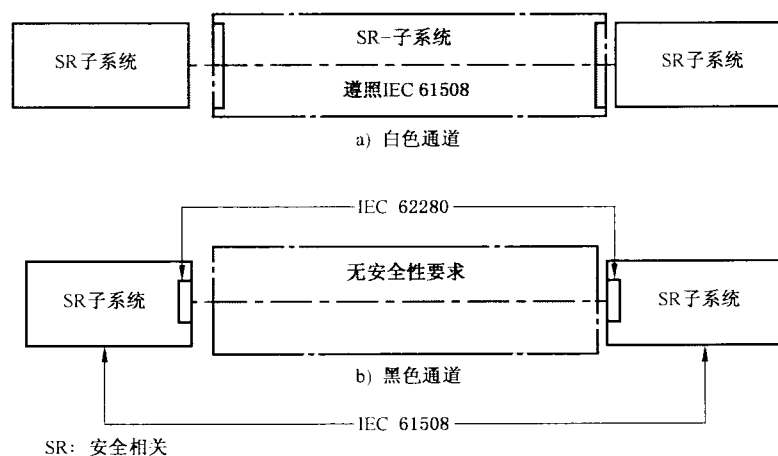 SR-子系统
SR子系统
SR子系统
遵照IEC 61508
a) 白色通道
IEC 62280
无安全性要求
SR子系统
SR子系统
b) 黑色通道
IEC 61508
SR：安全相关